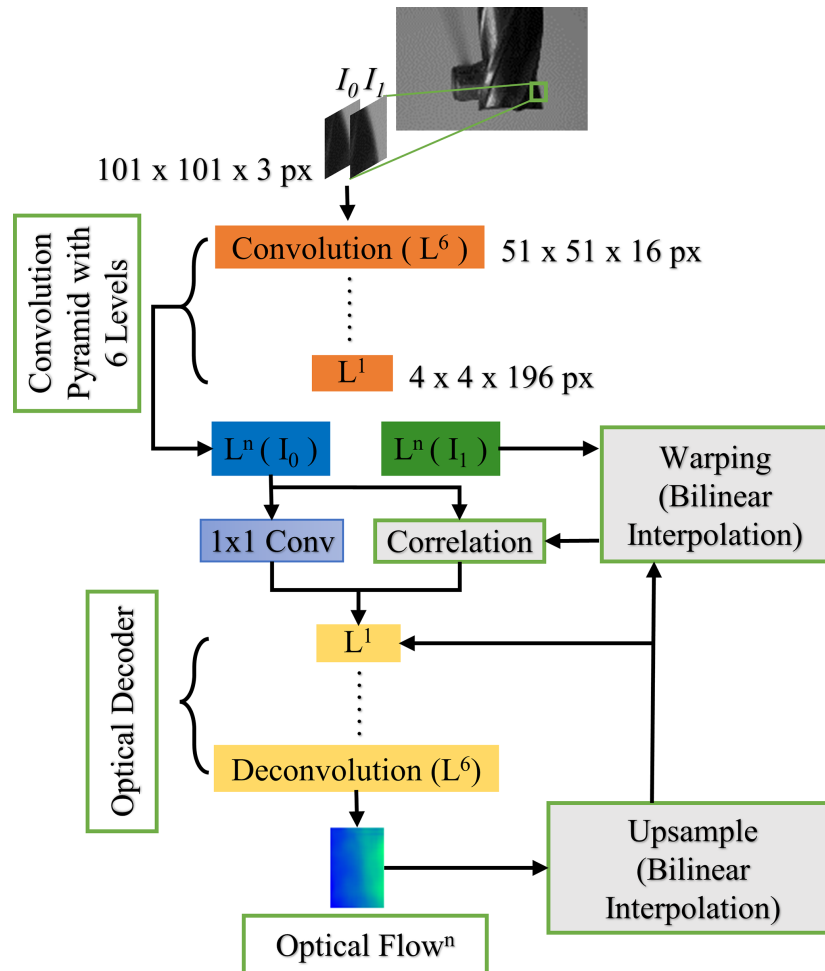 I₀ I₁
101 x 101 x 3 px
Convolution ( L⁶ )
51 x 51 x 16 px
Convolution
Pyramid with
6 Levels
L¹
4 x 4 x 196 px
Lⁿ ( I₀ )
Lⁿ ( I₁ )
Warping
(Bilinear
Interpolation)
1x1 Conv
Correlation
Optical Decoder
L¹
Deconvolution (L⁶)
Upsample
(Bilinear
Interpolation)
Optical Flowⁿ